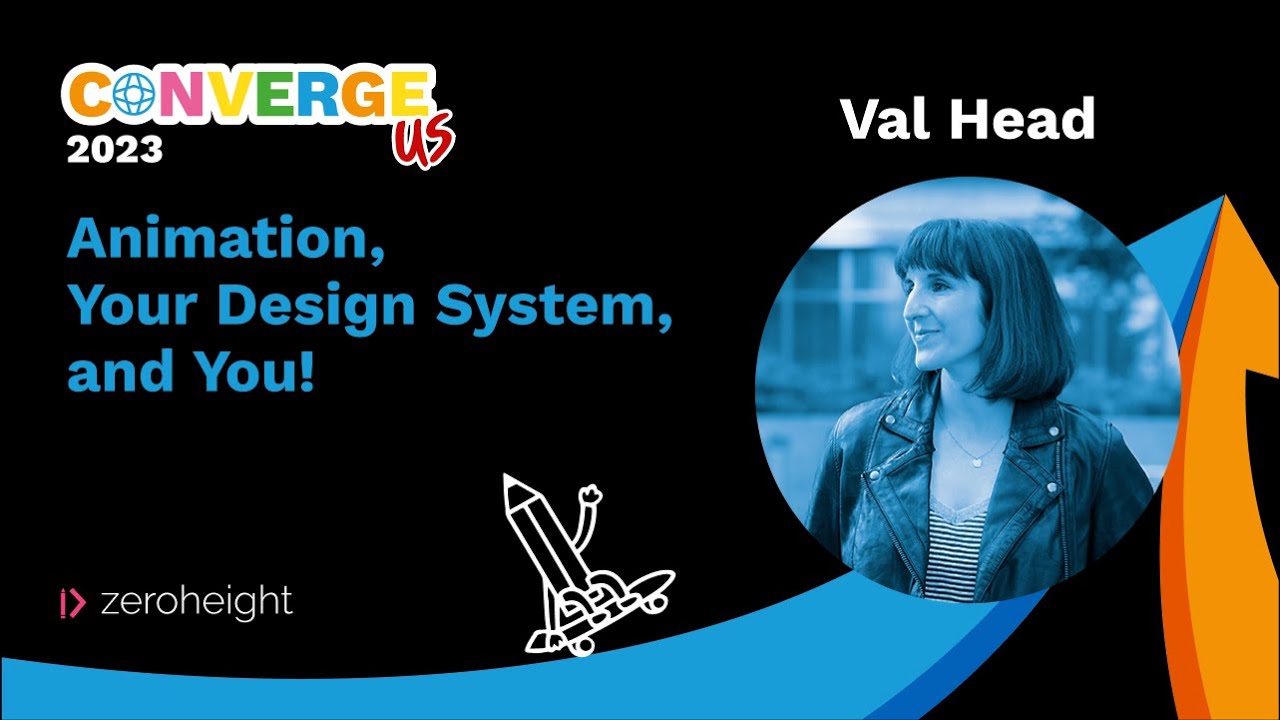 CONVERGE
US
2023
Val Head
Animation,
Your Design System,
and You!
zeroheight